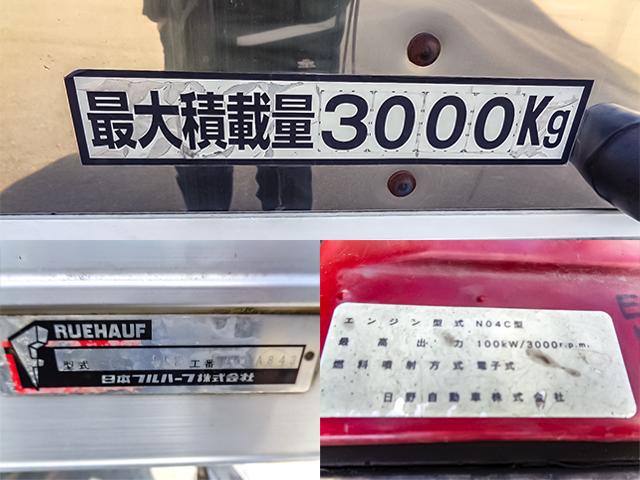 最大積載量3000Kg
RUEHAUF
型式 工番 A843
日本フルハーフ株式会社
エンジン型式 N04C型
最高出力 100kW/3000r.p.m.
燃料噴射方式 電子式
日野自動車株式会社